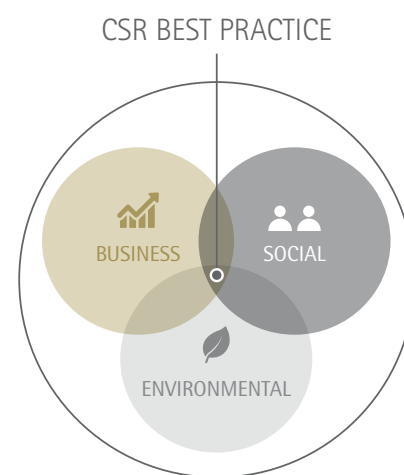 CSR BEST PRACTICE
BUSINESS
SOCIAL
ENVIRONMENTAL